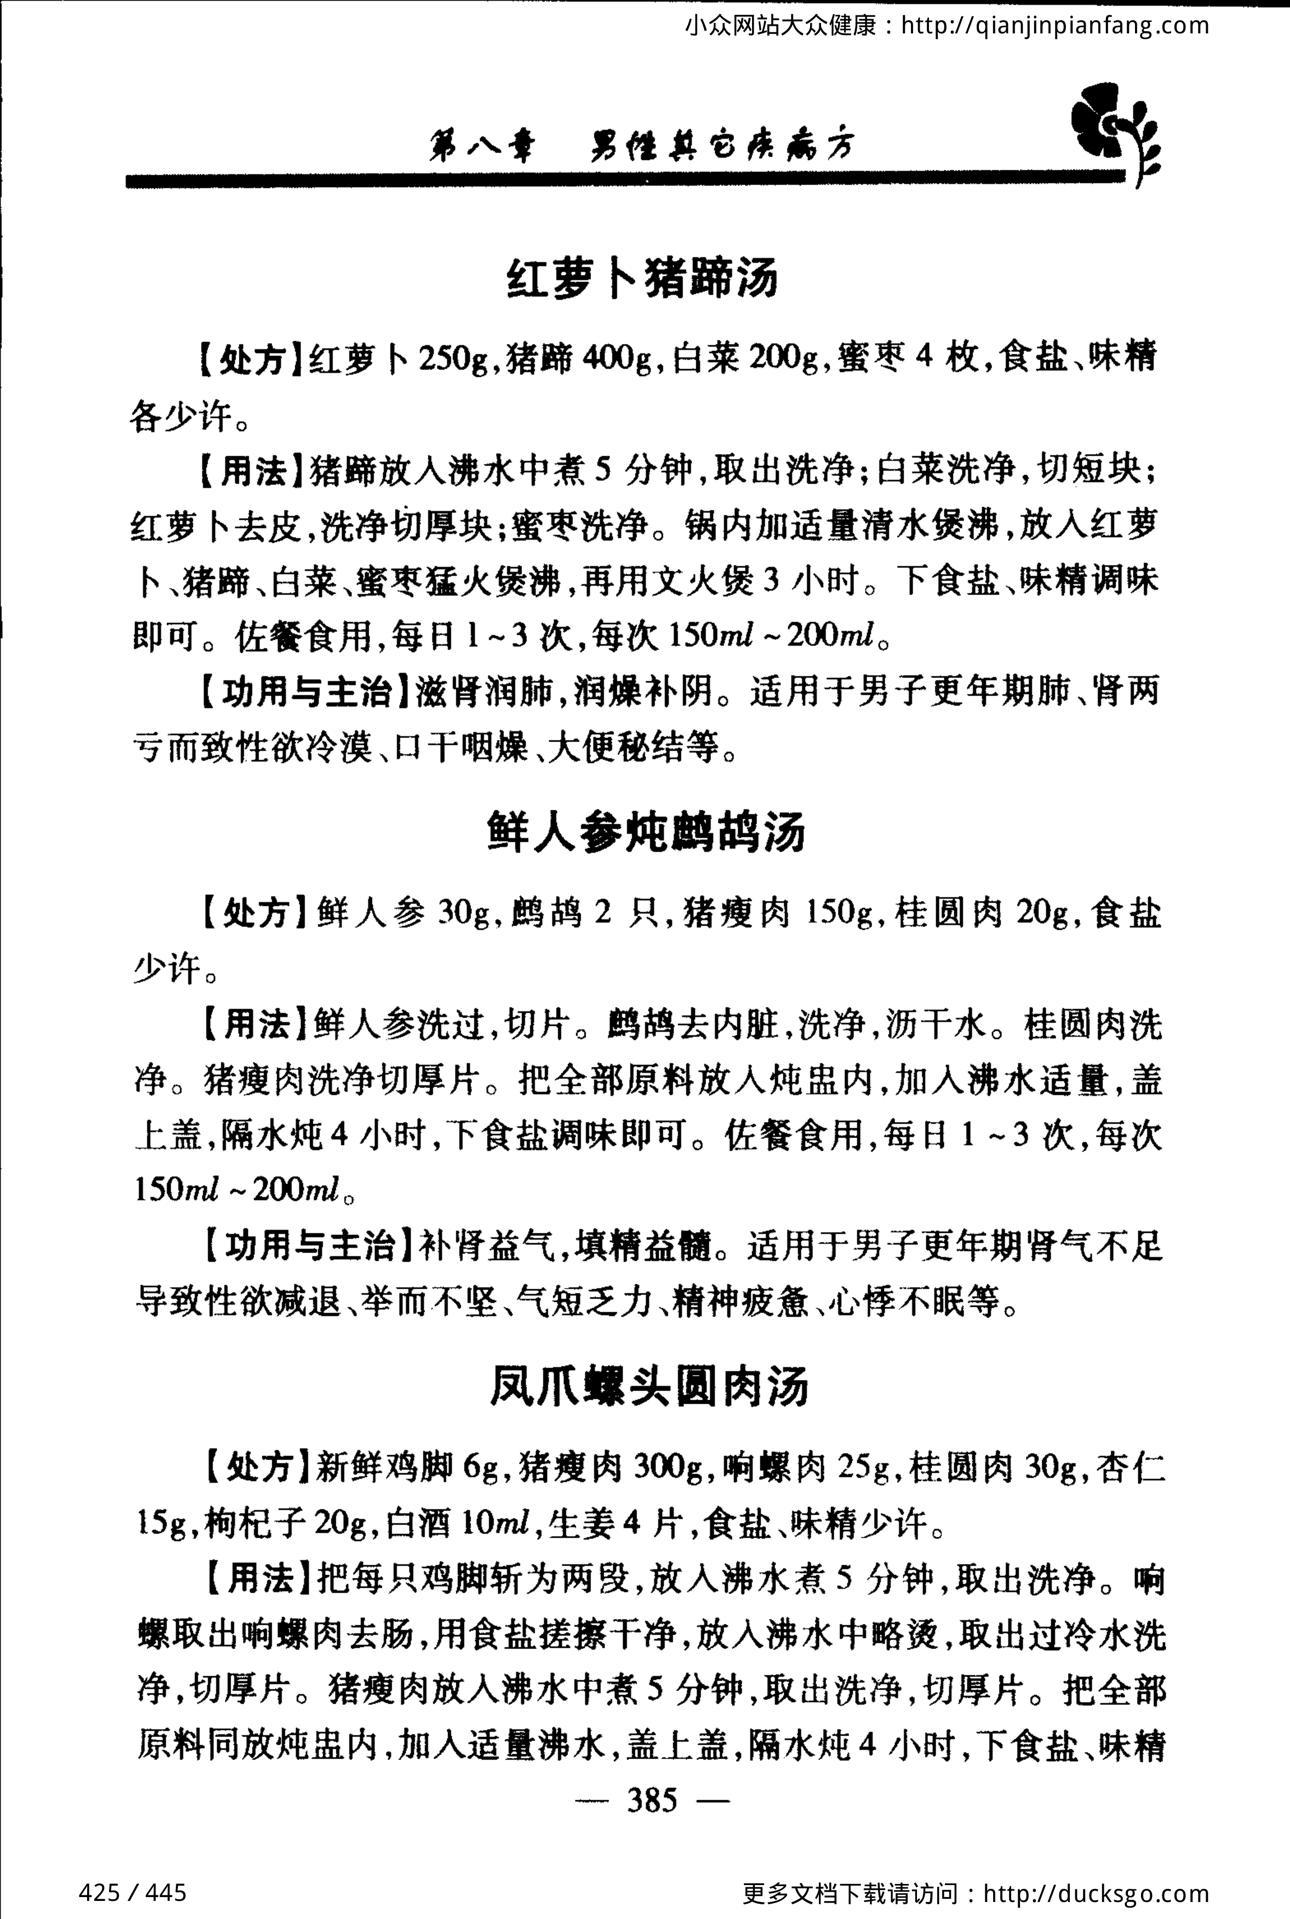 小众网站大众健康：http://qianjinpianfang.com
第八章 男性其它疾病方
红萝卜猪蹄汤
【处方】红萝卜250g,猪蹄400g,白菜200g,蜜枣4枚,食盐、味精
各少许。
【用法】猪蹄放入沸水中煮5分钟,取出洗净;白菜洗净,切短块;
红萝卜去皮,洗净切厚块;蜜枣洗净。锅内加适量清水煲沸,放入红萝
卜、猪蹄、白菜、蜜枣猛火煲沸,再用文火煲3小时。下食盐、味精调味
即可。佐餐食用,每日1~3次,每次150ml~200ml。
【功用与主治】滋肾润肺,润燥补阴。适用于男子更年期肺、肾两
亏而致性欲冷漠、口干咽燥、大便秘结等。
鲜人参炖鹧鸪汤
【处方】鲜人参30g,鹧鸪2只,猪瘦肉150g,桂圆肉20g,食盐
少许。
【用法】鲜人参洗过,切片。鹧鸪去内脏,洗净,沥干水。桂圆肉洗
净。猪瘦肉洗净切厚片。把全部原料放入炖盅内,加入沸水适量,盖
上盖,隔水炖4小时,下食盐调味即可。佐餐食用,每日1~3次,每次
150ml~200ml。
【功用与主治】补肾益气,填精益髓。适用于男子更年期肾气不足
导致性欲减退、举而不坚、气短乏力、精神疲惫、心悸不眠等。
凤爪螺头圆肉汤
【处方】新鲜鸡脚6g,猪瘦肉300g,响螺肉25g,桂圆肉30g,杏仁
15g,枸杞子20g,白酒10ml,生姜4片,食盐、味精少许。
【用法】把每只鸡脚斩为两段,放入沸水煮5分钟,取出洗净。响
螺取出响螺肉去肠,用食盐搓擦干净,放入沸水中略烫,取出过冷水洗
净,切厚片。猪瘦肉放入沸水中煮5分钟,取出洗净,切厚片。把全部
原料同放炖盅内,加入适量沸水,盖上盖,隔水炖4小时,下食盐、味精
— 385 —
425 / 445
更多文档下载请访问：http://ducksgo.com